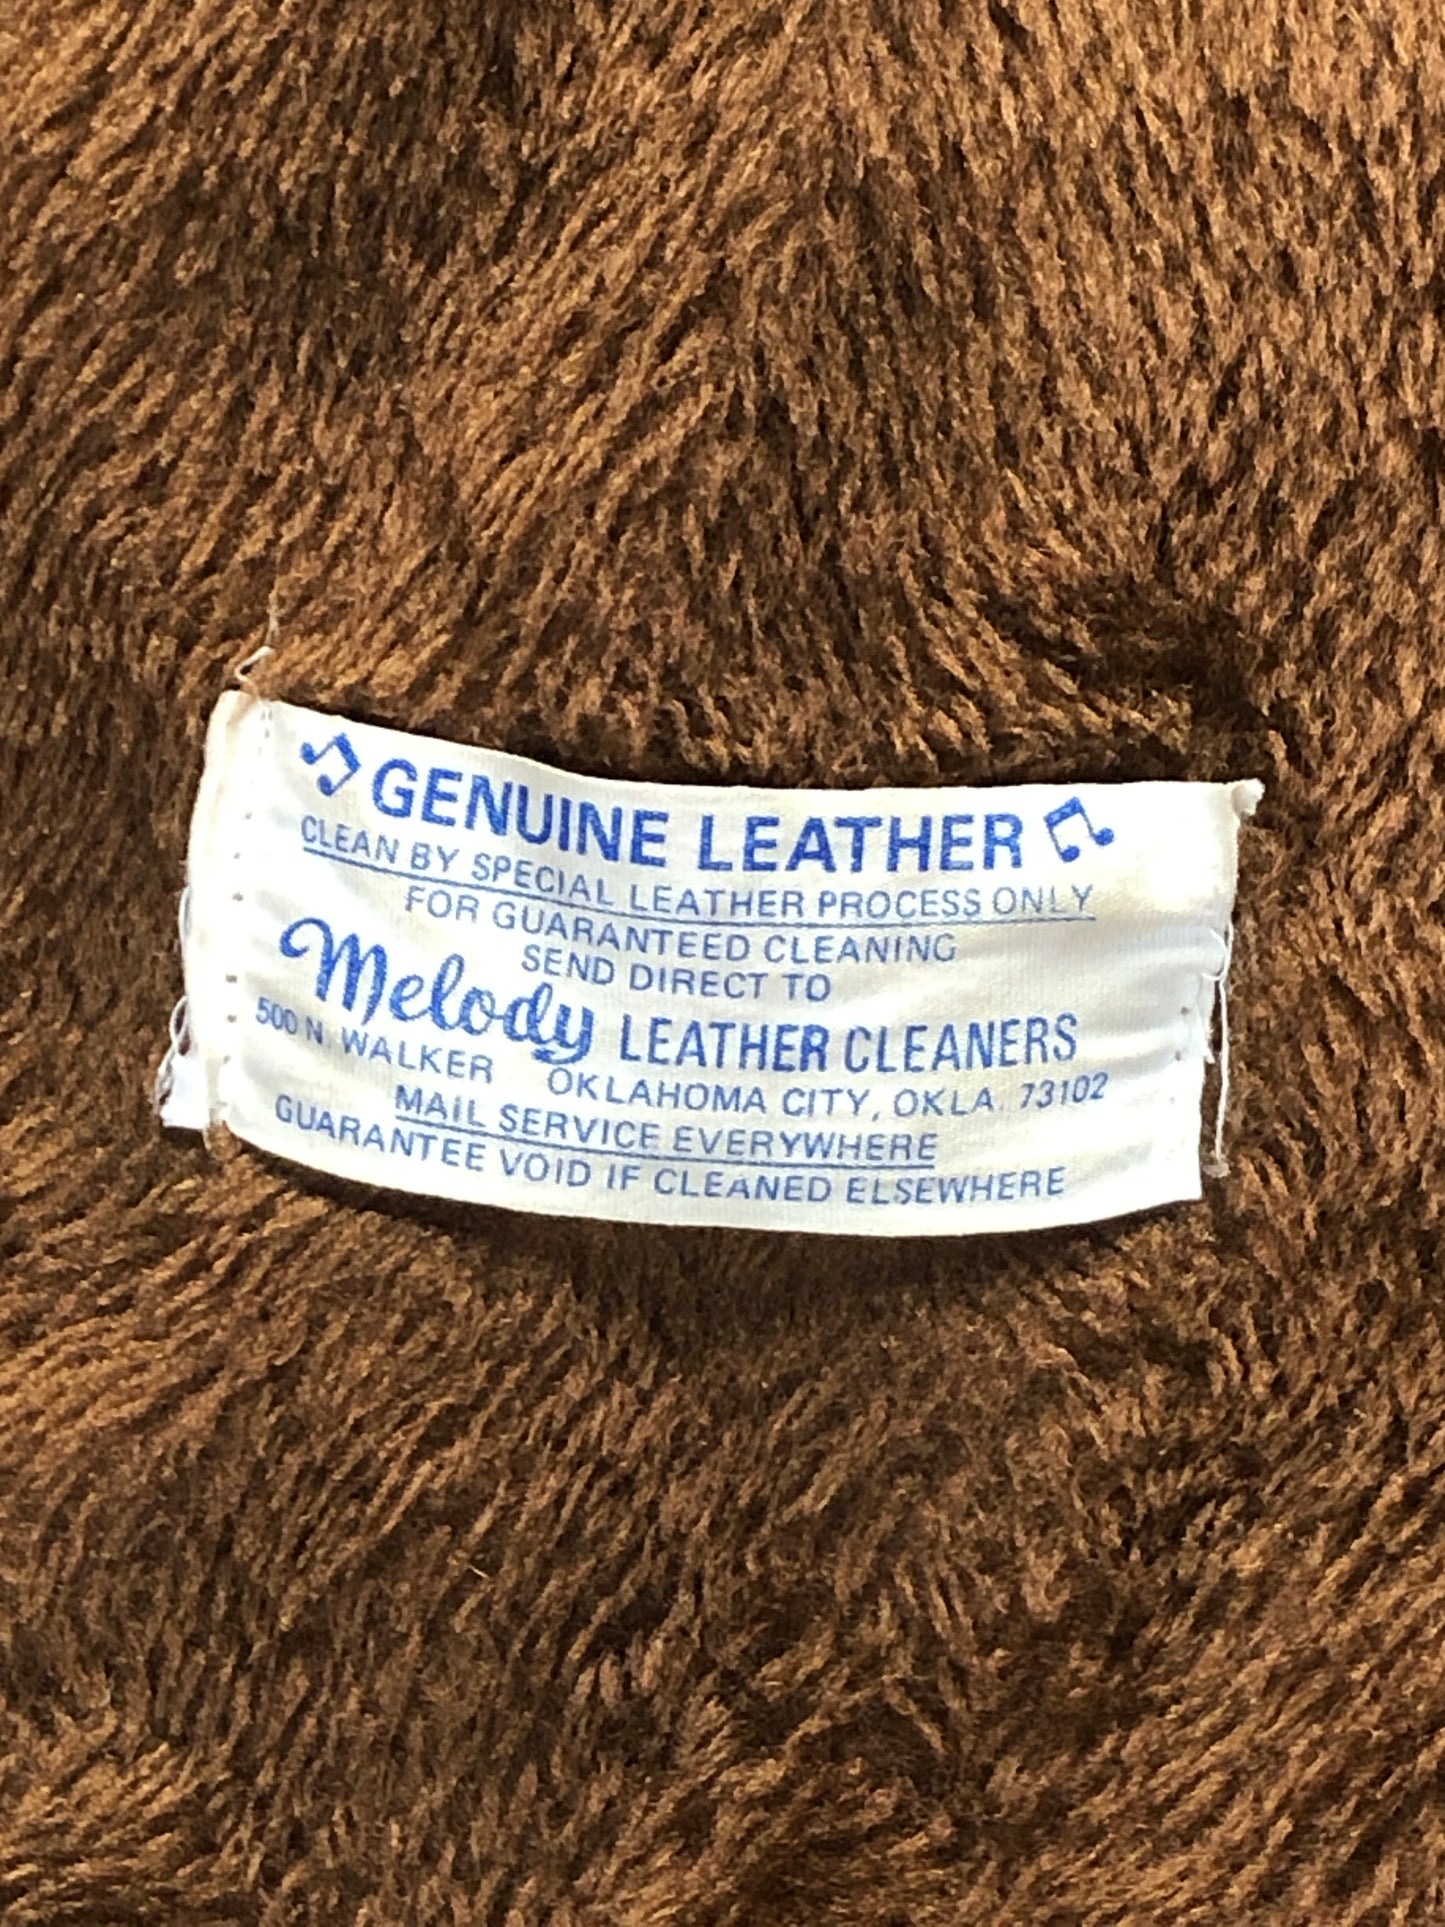 GENUINE LEATHER
CLEAN BY SPECIAL LEATHER PROCESS ONLY
FOR GUARANTEED CLEANING
SEND DIRECT TO
Melody LEATHER CLEANERS
500 N. WALKER OKLAHOMA CITY, OKLA. 73102
MAIL SERVICE EVERYWHERE
GUARANTEE VOID IF CLEANED ELSEWHERE